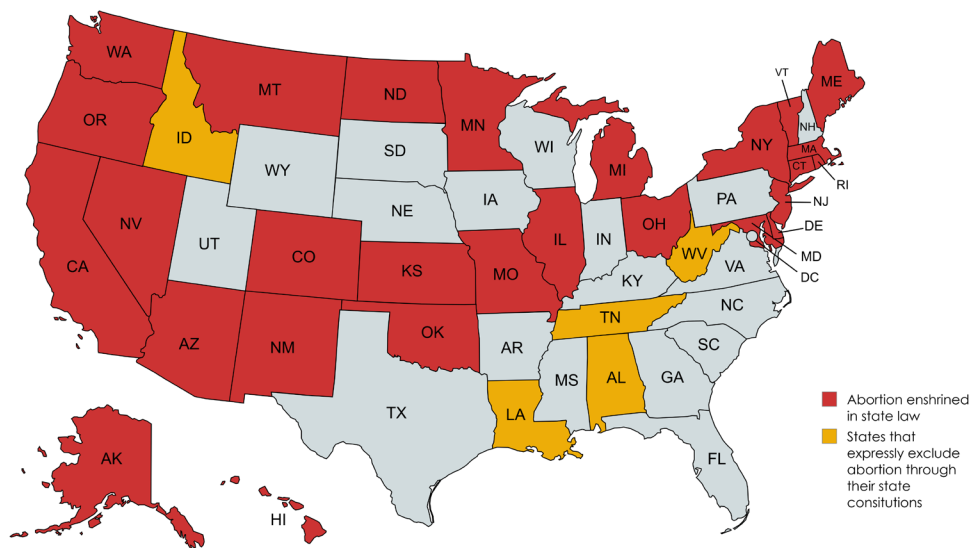 WA
VT
ME
MT
ND
OR
MN
ID
NH
NY
WI
MA
SD
MI
CT
WY
RI
PA
IA
NJ
NE
OH
NV
DE
IL
IN
UT
WV
MD
CO
CA
VA
KS
MO
DC
KY
NC
TN
OK
AZ
NM
SC
AR
MS
AL
GA
TX
LA
FL
AK
HI
Abortion enshrined
in state law
States that
expressly exclude
abortion through
their state
consitutions